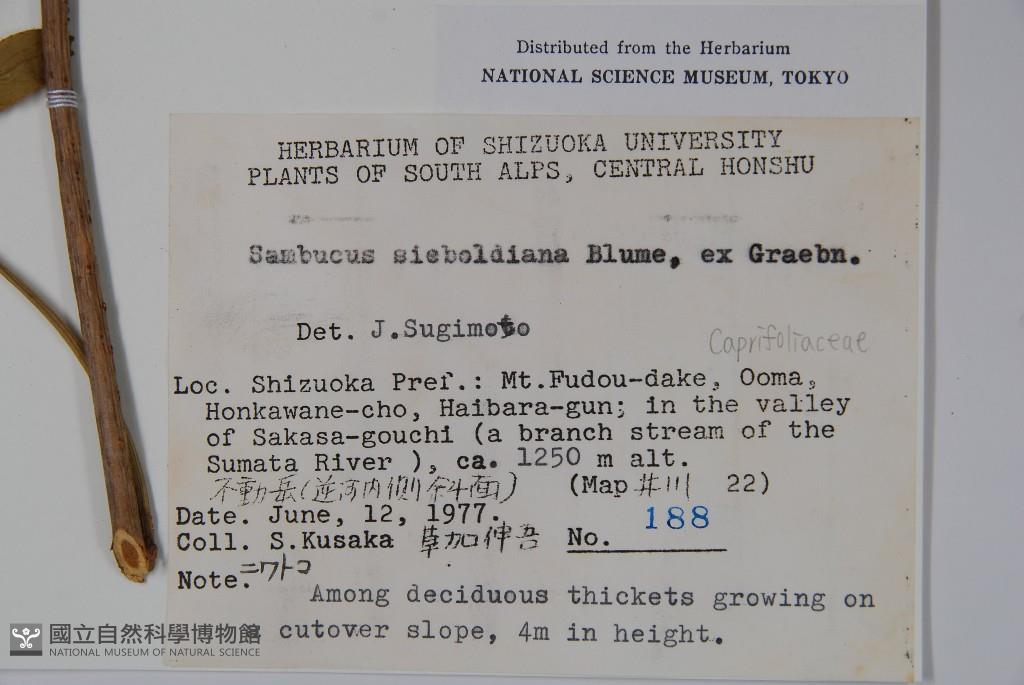 Distributed from the Herbarium
NATIONAL SCIENCE MUSEUM, TOKYO
HERBARIUM OF SHIZUOKA UNIVERSITY
PLANTS OF SOUTH ALPS, CENTRAL HONSHU
Sambucus sieboldiana Blume, ex Graebn.
Det. J.Sugimoto
Caprifoliaceae
Loc. Shizuoka Pref.: Mt.Fudou-dake, Ooma,
Honkawane-cho, Haibara-gun; in the valley
of Sakasa-gouchi (a branch stream of the
Sumata River ), ca. 1250 m alt.
不動岳(逆河内側斜面) (Map 井川 22)
Date. June, 12, 1977.
Coll. S.Kusaka 草加伸吾 No. 188
Note. ニワトコ
Among deciduous thickets growing on
cutover slope, 4m in height.
國立自然科學博物館
NATIONAL MUSEUM OF NATURAL SCIENCE